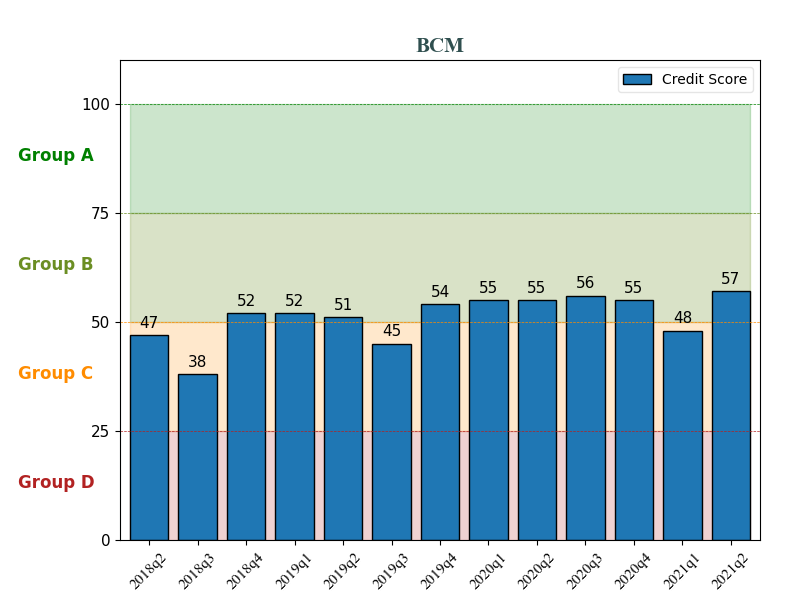 BCM
Credit Score
100
Group A
75
Group B
57
56
55
55
55
54
52
52
51
50
48
47
45
38
Group C
25
Group D
0
2018q2
2018q3
2018q4
2019q1
2019q2
2019q3
2019q4
2020q1
2020q2
2020q3
2020q4
2021q1
2021q2